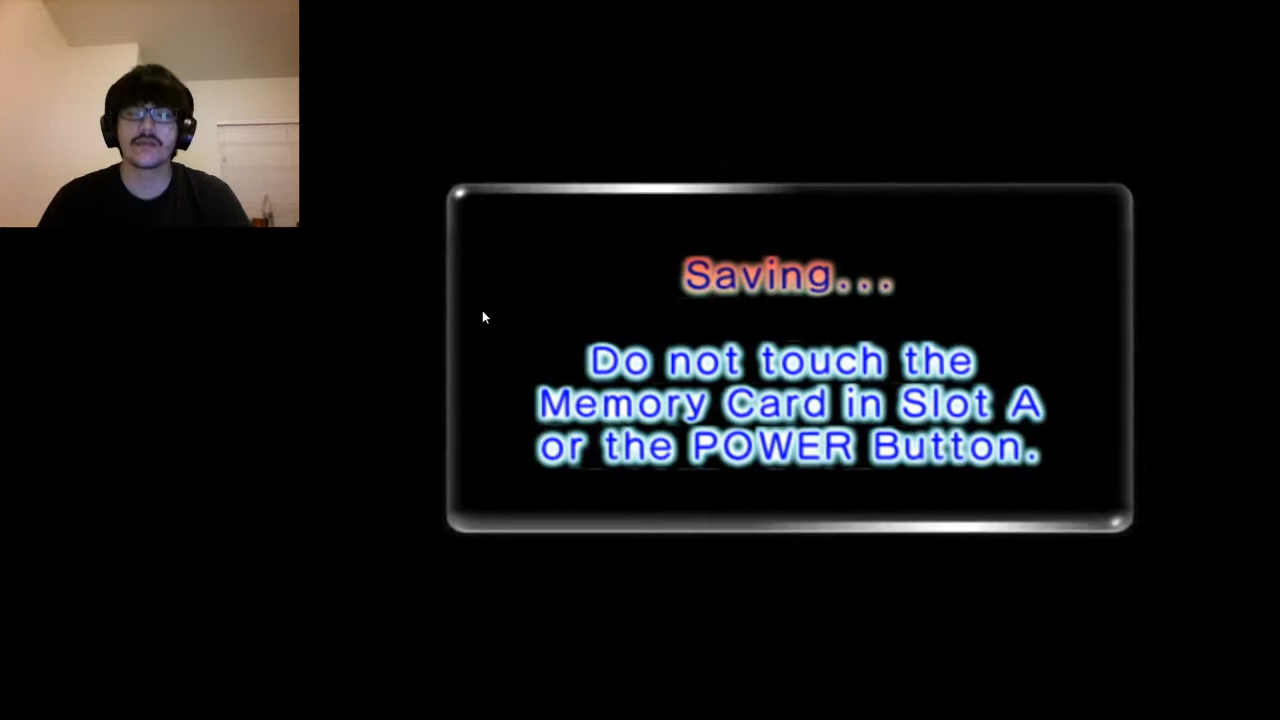 Saving...
Do not touch the
Memory Card in Slot A
or the POWER Button.